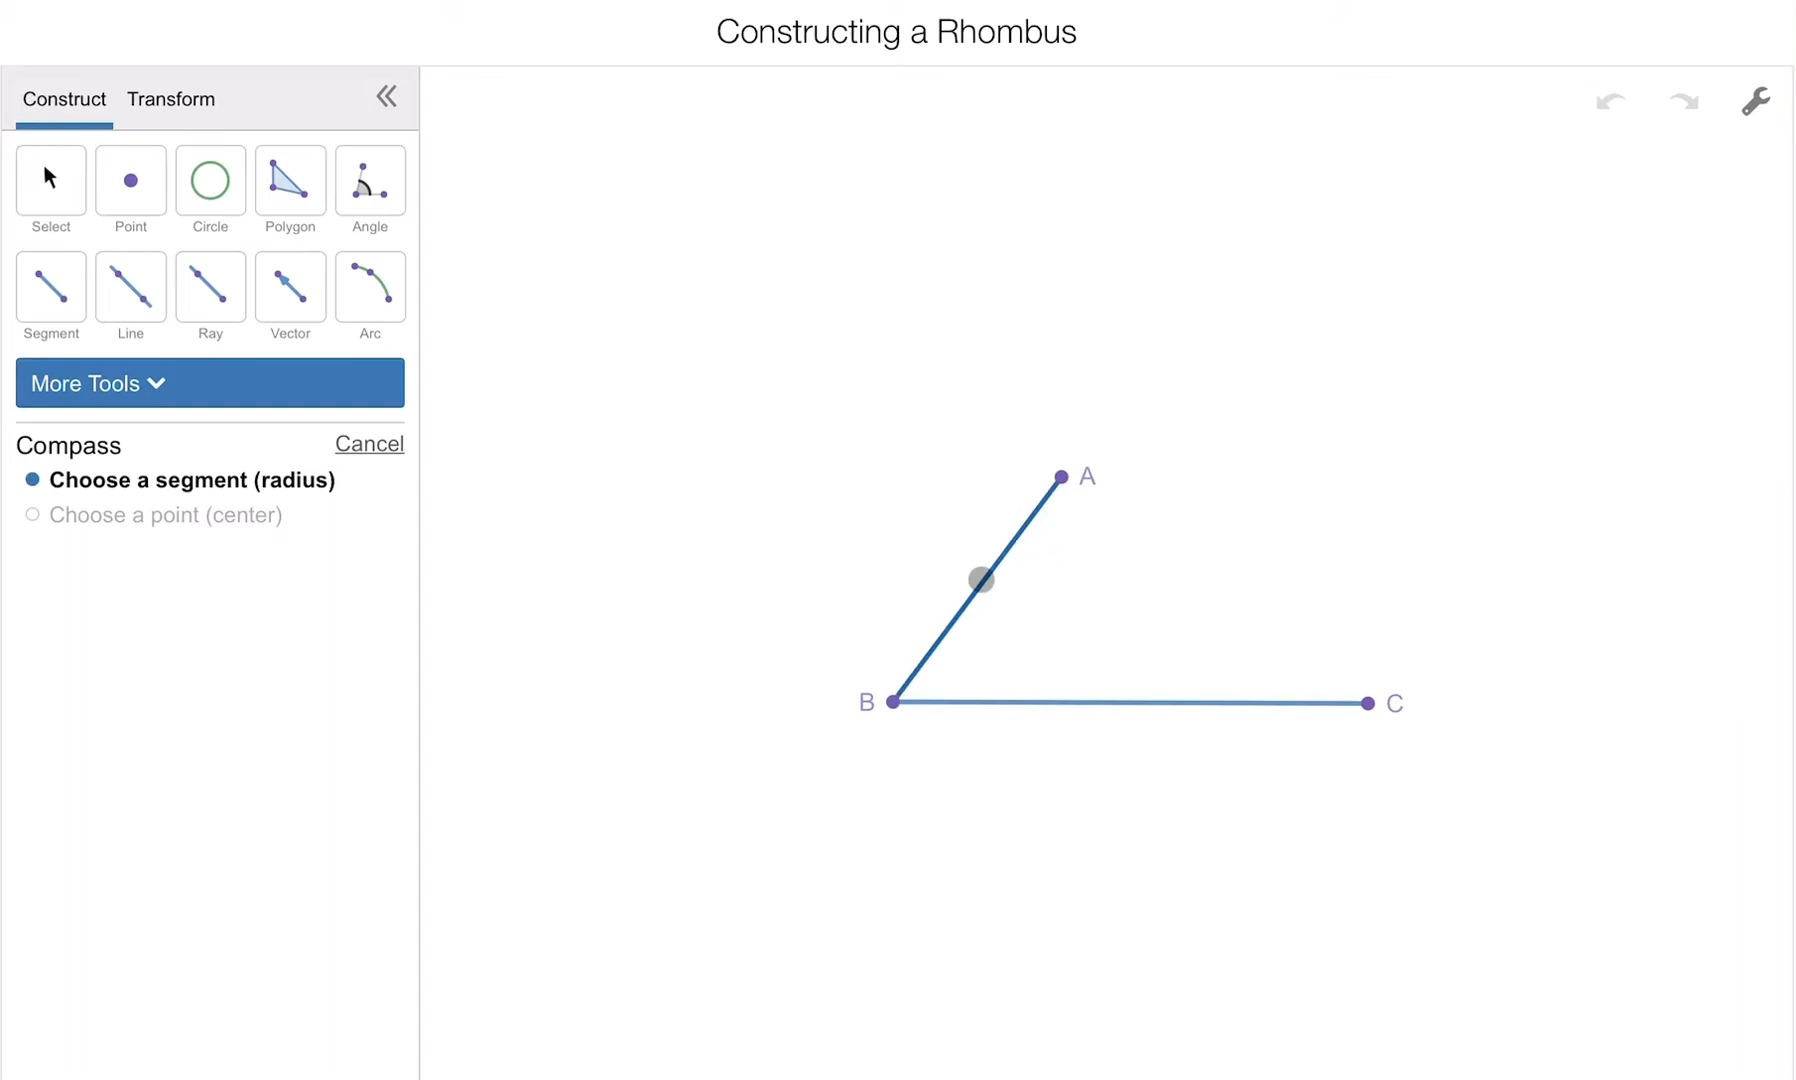 Constructing a Rhombus
Construct Transform
Select Point Circle Polygon Angle
Segment Line Ray Vector Arc
More Tools
Compass Cancel
Choose a segment (radius)
Choose a point (center)
A
B
C